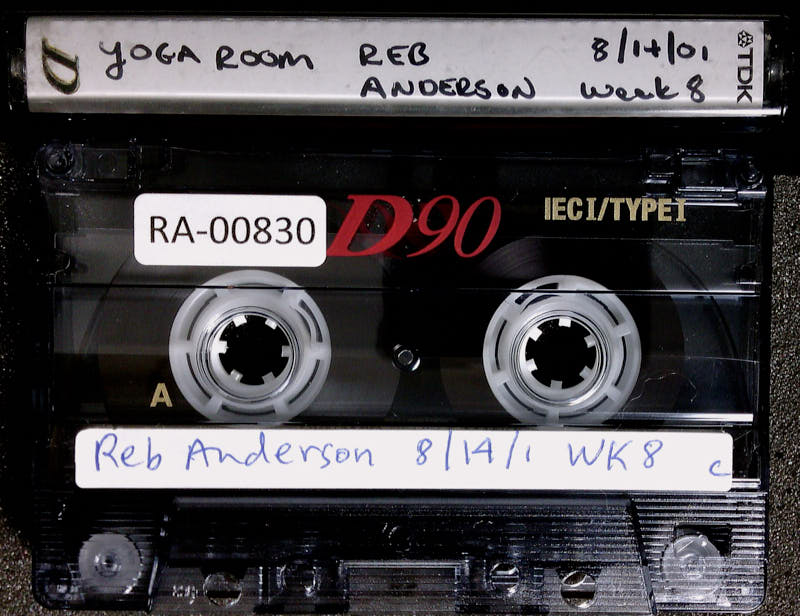 D YOGA ROOM REB 8/14/01 TDK
ANDERSON Week 8
RA-00830 D90 IECI/TYPEI
A
Reb Anderson 8/14/1 WK8 c